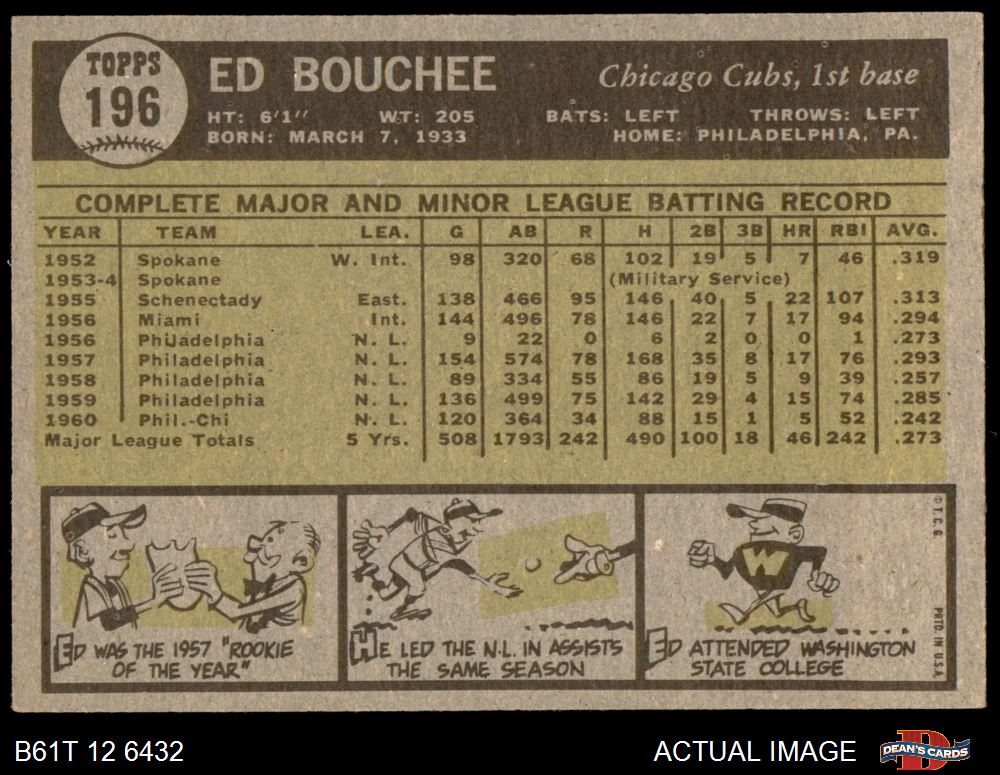 TOPPS
196
ED BOUCHEE
Chicago Cubs, 1st base
HT: 6'1" WT: 205 BATS: LEFT THROWS: LEFT
BORN: MARCH 7, 1933 HOME: PHILADELPHIA, PA.
COMPLETE MAJOR AND MINOR LEAGUE BATTING RECORD
YEAR TEAM LEA. G AB R H 2B 3B HR RBI AVG.
1952 Spokane W. Int. 98 320 68 102 19 5 7 46 .319
1953-4 Spokane (Military Service)
1955 Schenectady East. 138 466 95 146 40 5 22 107 .313
1956 Miami Int. 144 496 78 146 22 7 17 94 .294
1956 Philadelphia N. L. 9 22 0 6 2 0 0 1 .273
1957 Philadelphia N. L. 154 574 78 168 35 8 17 76 .293
1958 Philadelphia N. L. 89 334 55 86 19 5 9 39 .257
1959 Philadelphia N. L. 136 499 75 142 29 4 15 74 .285
1960 Phil.-Chi N. L. 120 364 34 88 15 1 5 52 .242
Major League Totals 5 Yrs. 508 1793 242 490 100 18 46 242 .273
ED WAS THE 1957 "ROOKIE
OF THE YEAR"
HE LED THE N.L. IN ASSISTS
THE SAME SEASON
W
ED ATTENDED WASHINGTON
STATE COLLEGE
© T. C. G.
PRTD IN U.S.A.
B61T 12 6432
ACTUAL IMAGE
DEAN'S CARDS